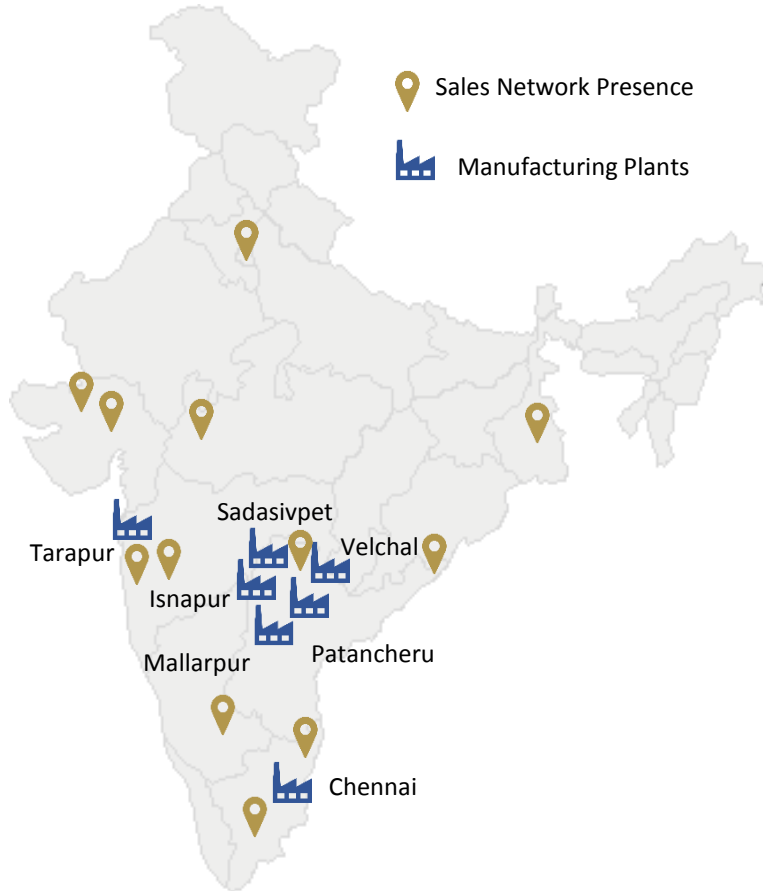 Sales Network Presence
Manufacturing Plants
Sadasivpet
Tarapur
Velchal
Isnapur
Mallarpur
Patancheru
Chennai